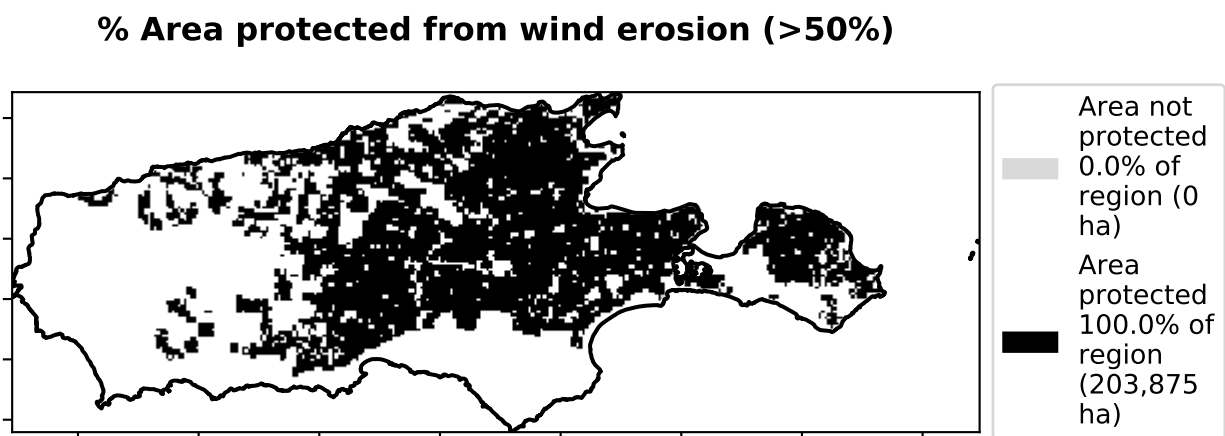 % Area protected from wind erosion (>50%)
Area not
protected
0.0% of
region (0
ha)
Area
protected
100.0% of
region
(203,875
ha)